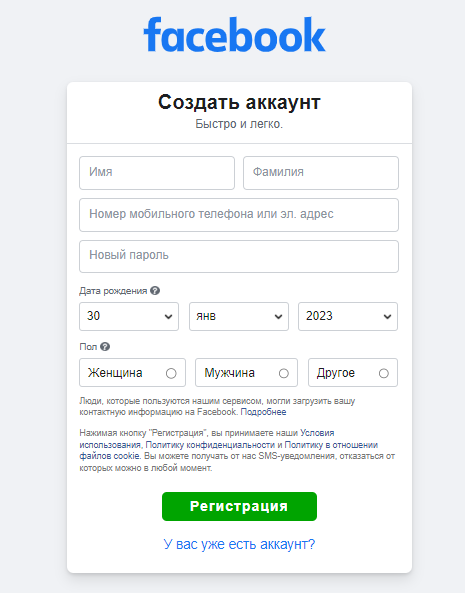 facebook
Создать аккаунт
Быстро и легко.
Имя Фамилия
Номер мобильного телефона или эл. адрес
Новый пароль
Дата рождения ?
30 янв 2023
Пол ?
Женщина Мужчина Другое
Люди, которые пользуются нашим сервисом, могли загрузить вашу
контактную информацию на Facebook. Подробнее
Нажимая кнопку "Регистрация", вы принимаете наши Условия
использования, Политику конфиденциальности и Политику в отношении
файлов cookie. Вы можете получать от нас SMS-уведомления, отказаться от
которых можно в любой момент.
Регистрация
У вас уже есть аккаунт?